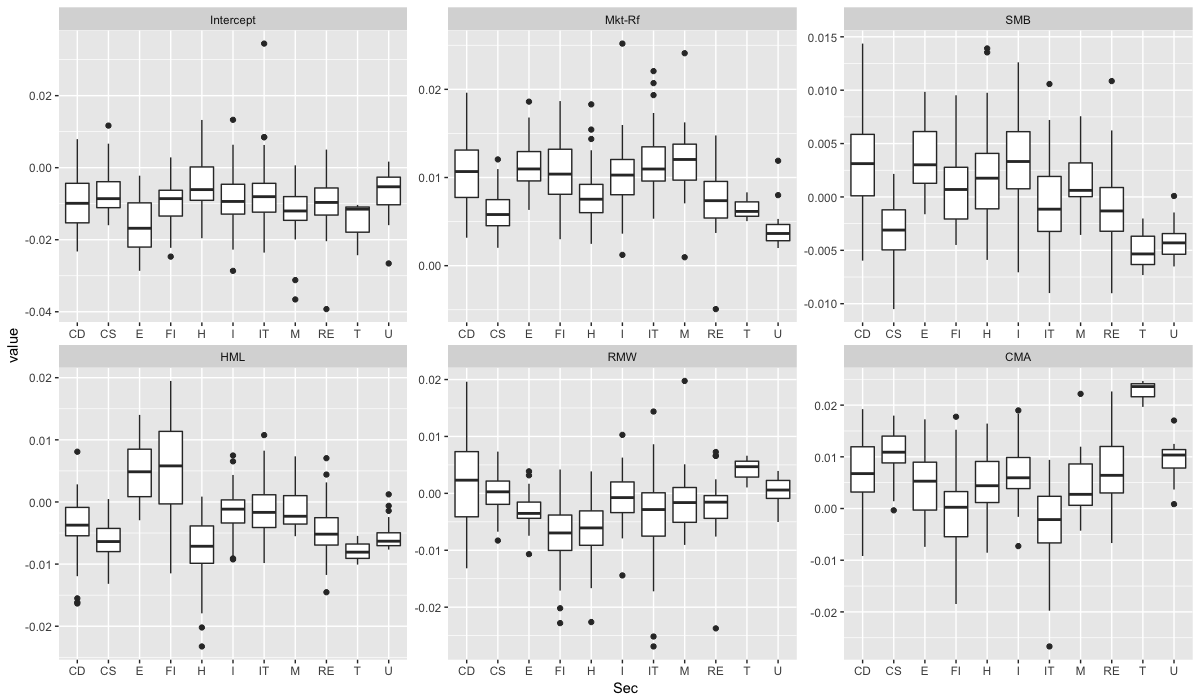 Intercept Mkt-Rf SMB
0.02
0.00
-0.02
-0.04
0.02
0.01
0.00
0.015
0.010
0.005
0.000
-0.005
-0.010
CD CS E FI H I IT M RE T U
CD CS E FI H I IT M RE T U
CD CS E FI H I IT M RE T U
value
HML RMW CMA
0.02
0.01
0.00
-0.01
-0.02
0.02
0.01
0.00
-0.01
-0.02
0.02
0.01
0.00
-0.01
-0.02
CD CS E FI H I IT M RE T U
CD CS E FI H I IT M RE T U
CD CS E FI H I IT M RE T U
Sec